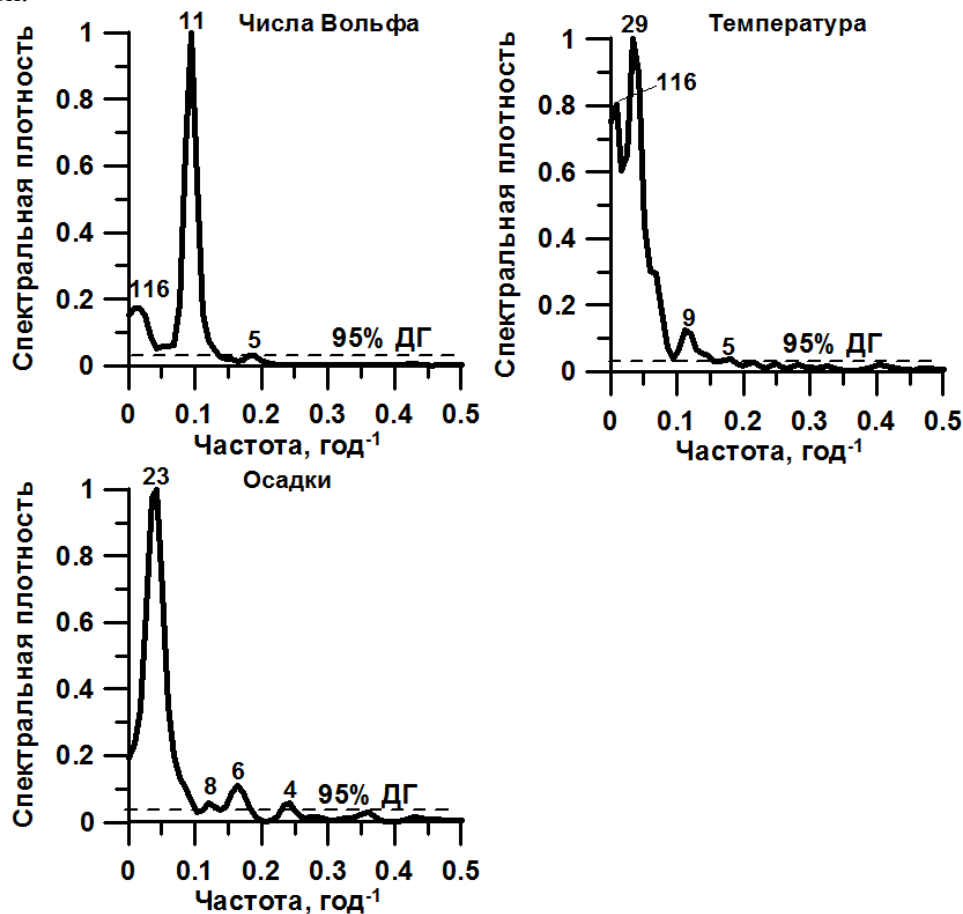 Числа Вольфа
Спектральная плотность
1
0.8
0.6
0.4
0.2
0
11
116
5
95% ДГ
0 0.1 0.2 0.3 0.4 0.5
Частота, год-1
Температура
Спектральная плотность
1
0.8
0.6
0.4
0.2
0
29
116
9
5
95% ДГ
0 0.1 0.2 0.3 0.4 0.5
Частота, год-1
Осадки
Спектральная плотность
1
0.8
0.6
0.4
0.2
0
23
8
6
4
95% ДГ
0 0.1 0.2 0.3 0.4 0.5
Частота, год-1